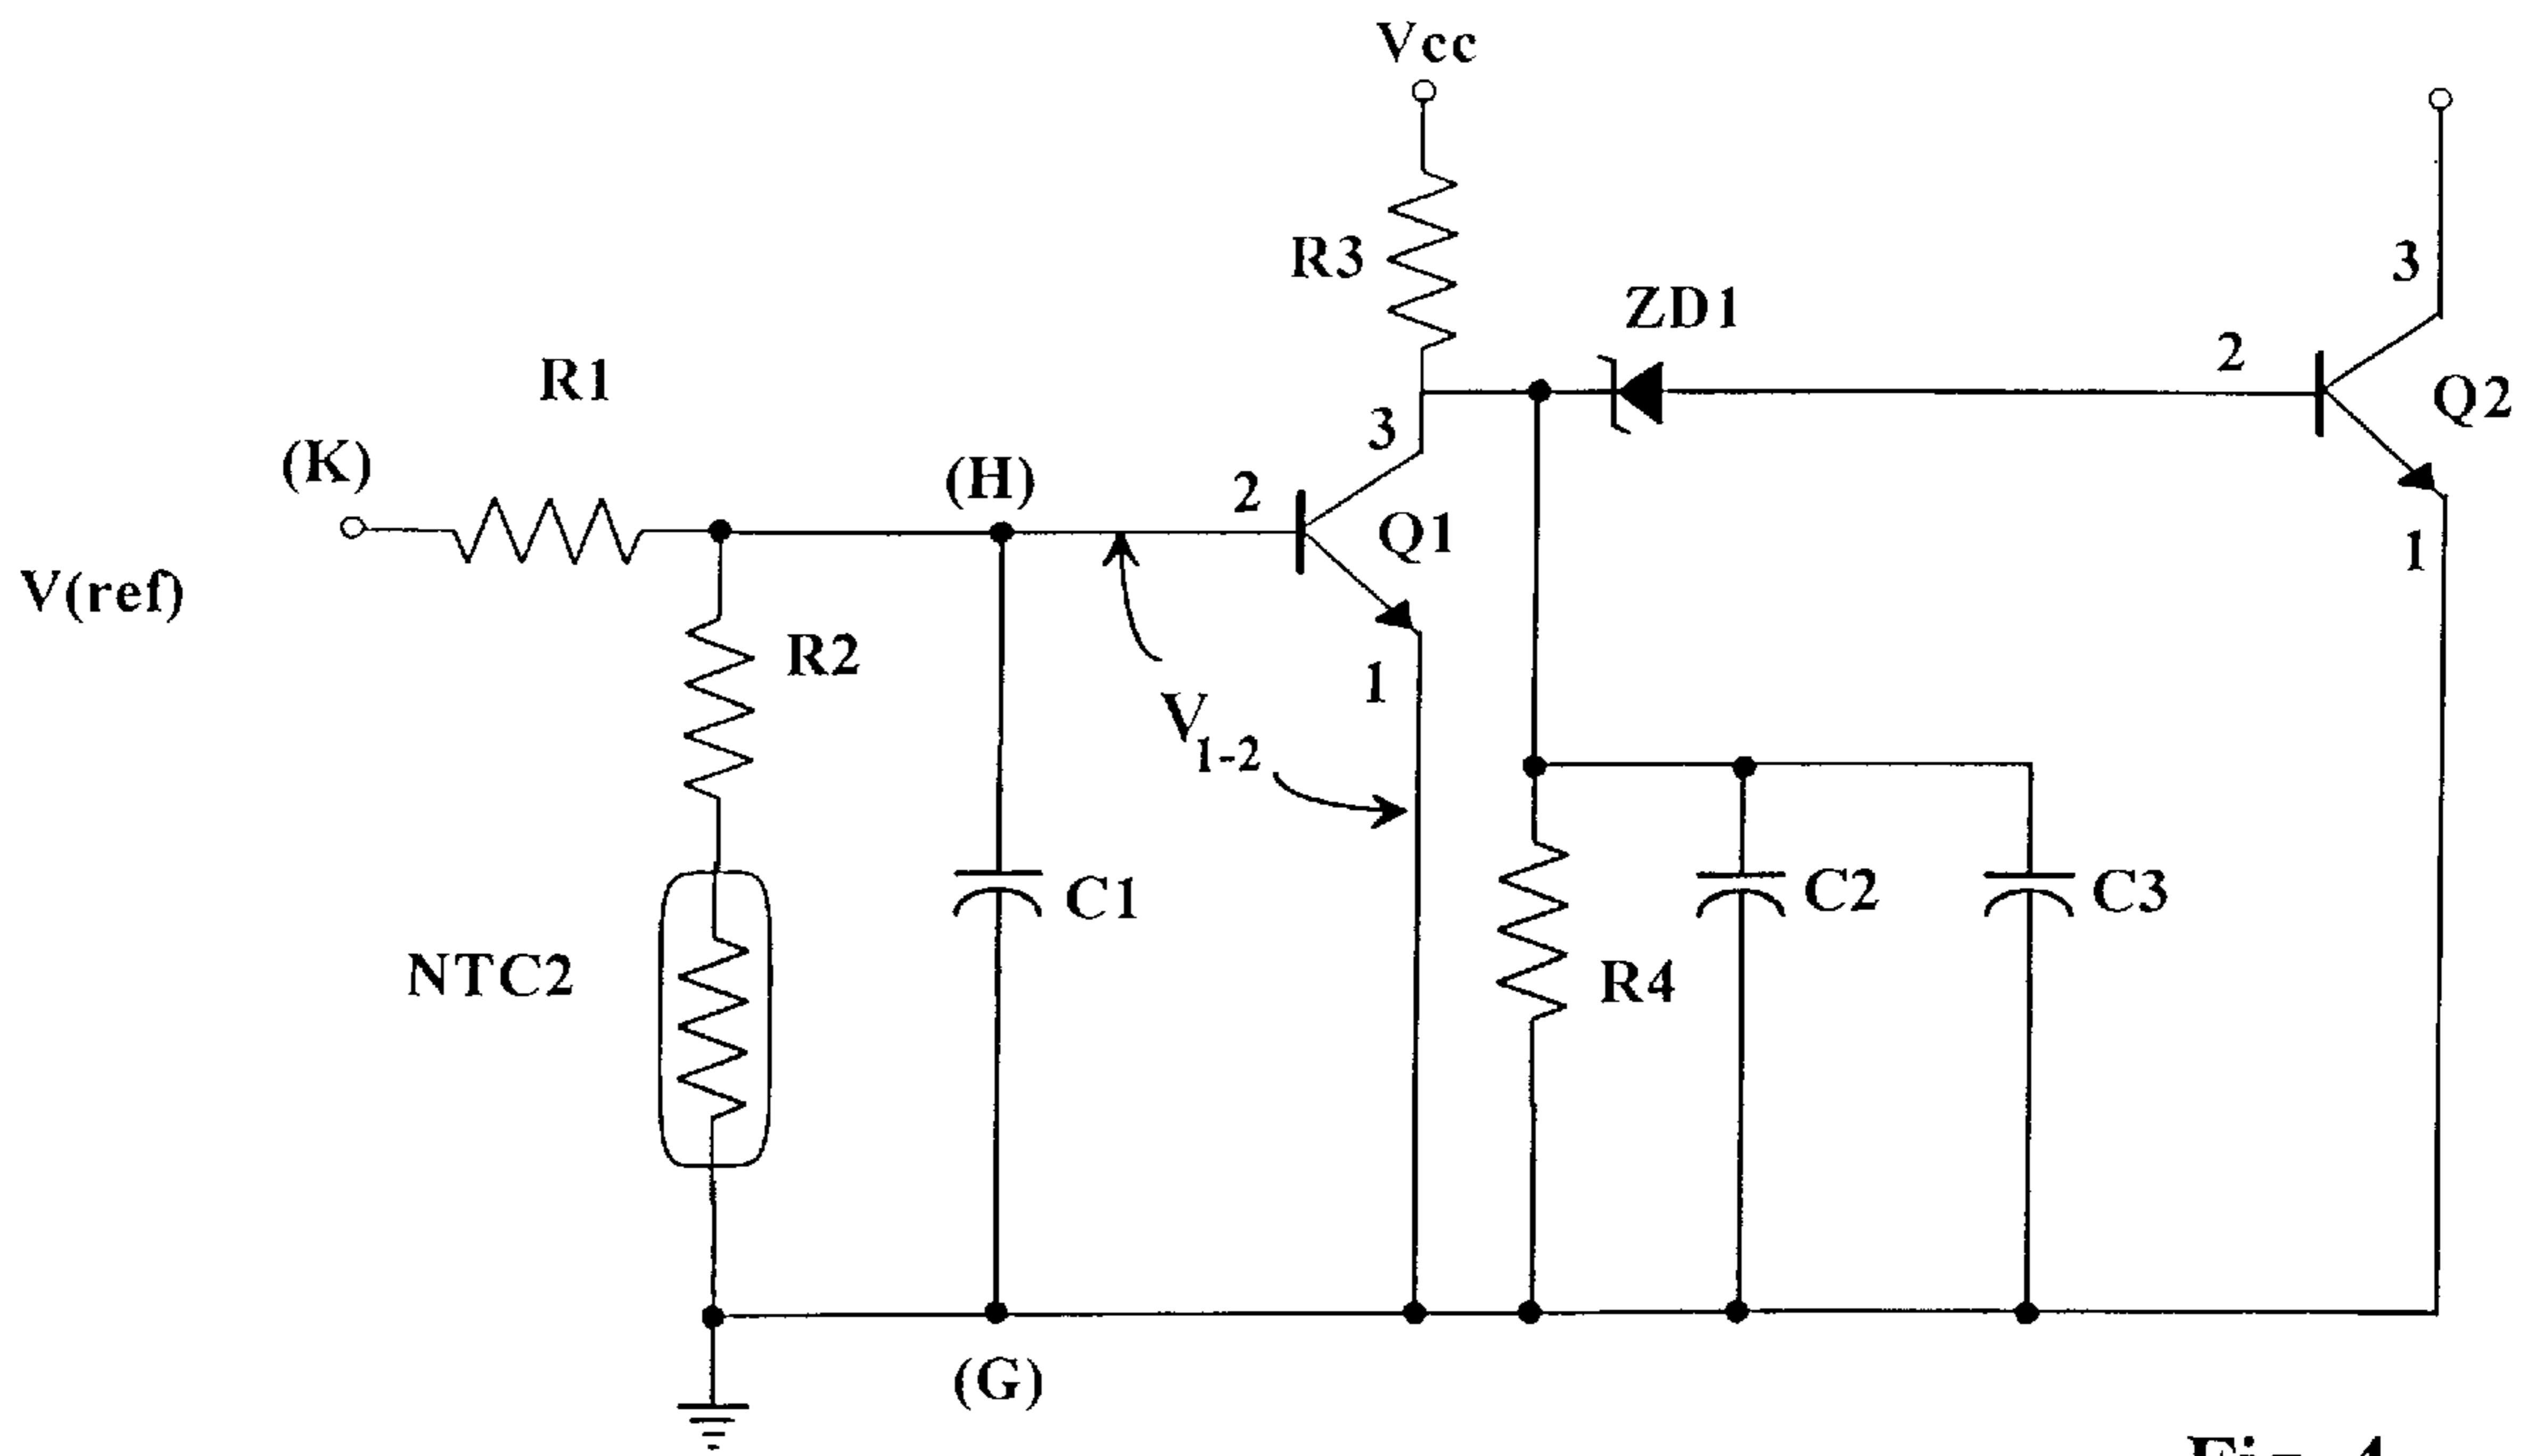 Vcc
R3
ZD1
3
2
Q2
1
R1
(K)
V(ref)
(H)
2
3
Q1
1
V1-2
R2
NTC2
C1
R4
C2
C3
(G)